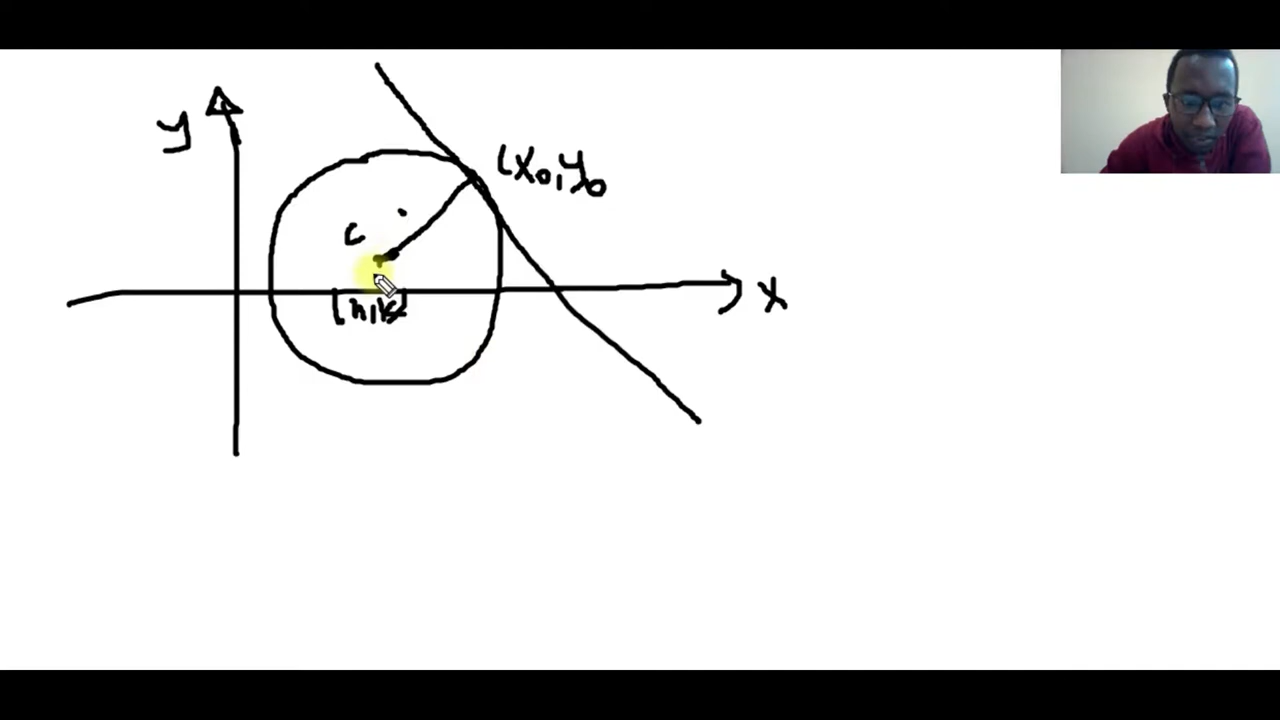 y
(x₀,y₀
c
(h,k)
x